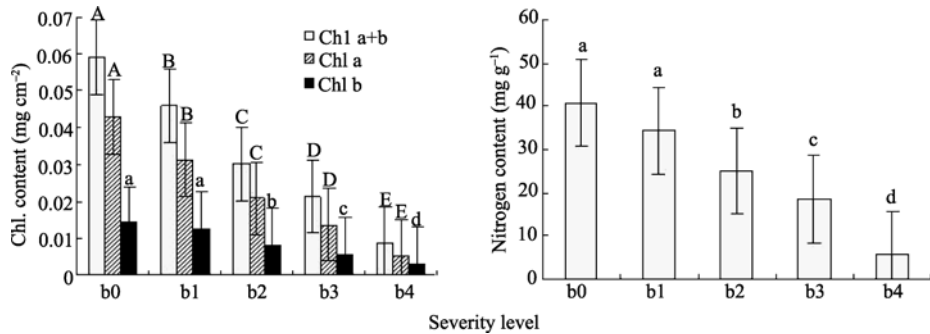 0.07
0.06
0.05
0.04
0.03
0.02
0.01
0
Chl. content (mg cm⁻²)
Ch1 a+b
Chl a
Chl b
A
A
a
B
B
a
C
C
b
D
D
c
E
E
d
b0 b1 b2 b3 b4
60
50
40
30
20
10
0
Nitrogen content (mg g⁻¹)
a
a
b
c
d
b0 b1 b2 b3 b4
Severity level